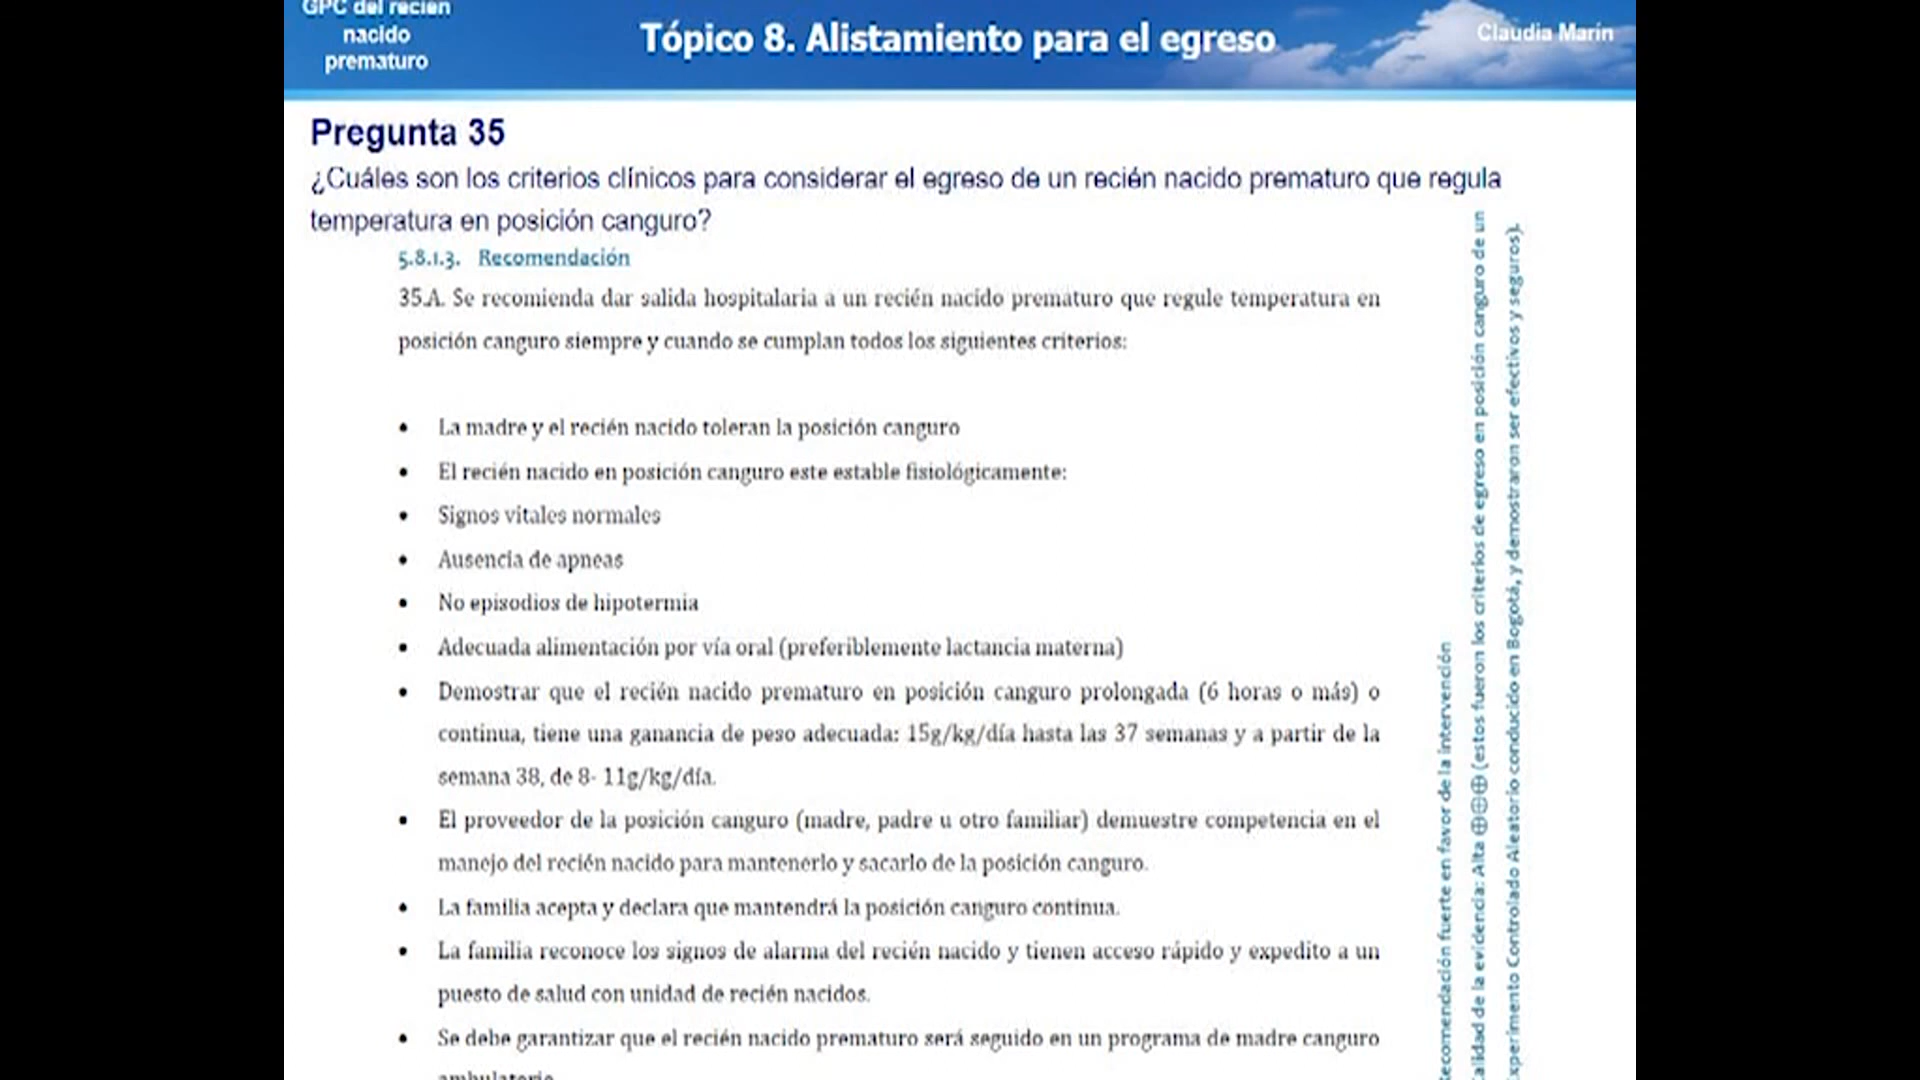 GPC del recién
nacido
prematuro
Tópico 8. Alistamiento para el egreso
Claudia Marín
Pregunta 35
¿Cuáles son los criterios clínicos para considerar el egreso de un recién nacido prematuro que regula
temperatura en posición canguro?
5.8.1.3. Recomendación
35.A. Se recomienda dar salida hospitalaria a un recién nacido prematuro que regule temperatura en
posición canguro siempre y cuando se cumplan todos los siguientes criterios:
• La madre y el recién nacido toleran la posición canguro
• El recién nacido en posición canguro este estable fisiológicamente:
• Signos vitales normales
• Ausencia de apneas
• No episodios de hipotermia
• Adecuada alimentación por vía oral (preferiblemente lactancia materna)
• Demostrar que el recién nacido prematuro en posición canguro prolongada (6 horas o más) o
continua, tiene una ganancia de peso adecuada: 15g/kg/día hasta las 37 semanas y a partir de la
semana 38, de 8- 11g/kg/día.
• El proveedor de la posición canguro (madre, padre u otro familiar) demuestre competencia en el
manejo del recién nacido para mantenerlo y sacarlo de la posición canguro.
• La familia acepta y declara que mantendrá la posición canguro continua.
• La familia reconoce los signos de alarma del recién nacido y tienen acceso rápido y expedito a un
puesto de salud con unidad de recién nacidos.
• Se debe garantizar que el recién nacido prematuro será seguido en un programa de madre canguro
ambulatorio
Recomendación fuerte en favor de la intervención
Calidad de la evidencia: Alta ⊕⊕⊕⊕ (estos fueron los criterios de egreso en posición canguro de un
Experimento Controlado Aleatorio conducido en Bogotá, y demostraron ser efectivos y seguros).